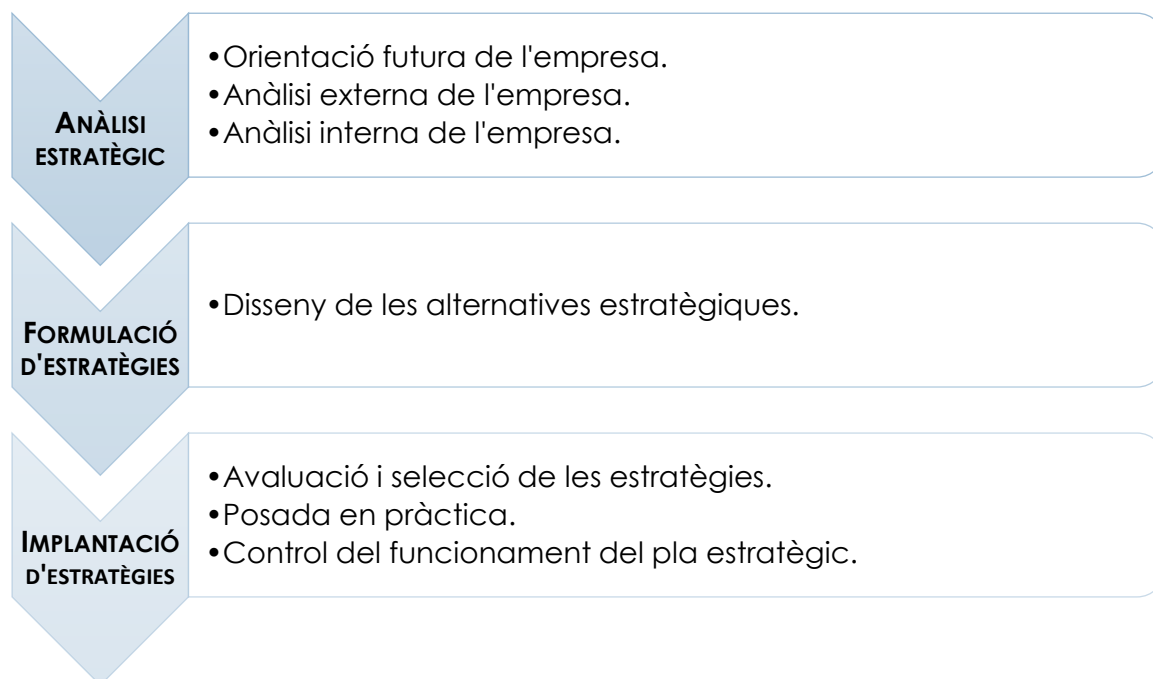 ANÀLISI
ESTRATÈGIC
•Orientació futura de l'empresa.
•Anàlisi externa de l'empresa.
•Anàlisi interna de l'empresa.
FORMULACIÓ
D'ESTRATÈGIES
•Disseny de les alternatives estratègiques.
IMPLANTACIÓ
D'ESTRATÈGIES
•Avaluació i selecció de les estratègies.
•Posada en pràctica.
•Control del funcionament del pla estratègic.